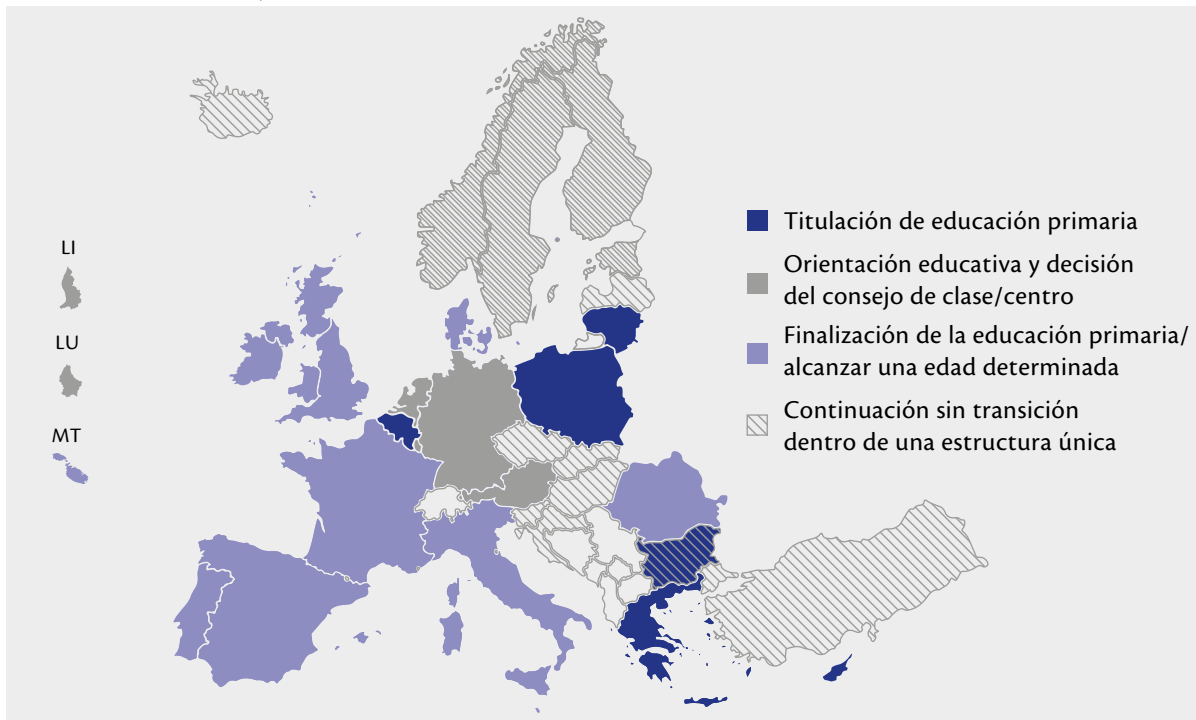 LI
LU
MT
Titulación de educación primaria
Orientación educativa y decisión
del consejo de clase/centro
Finalización de la educación primaria/
alcanzar una edad determinada
Continuación sin transición
dentro de una estructura única